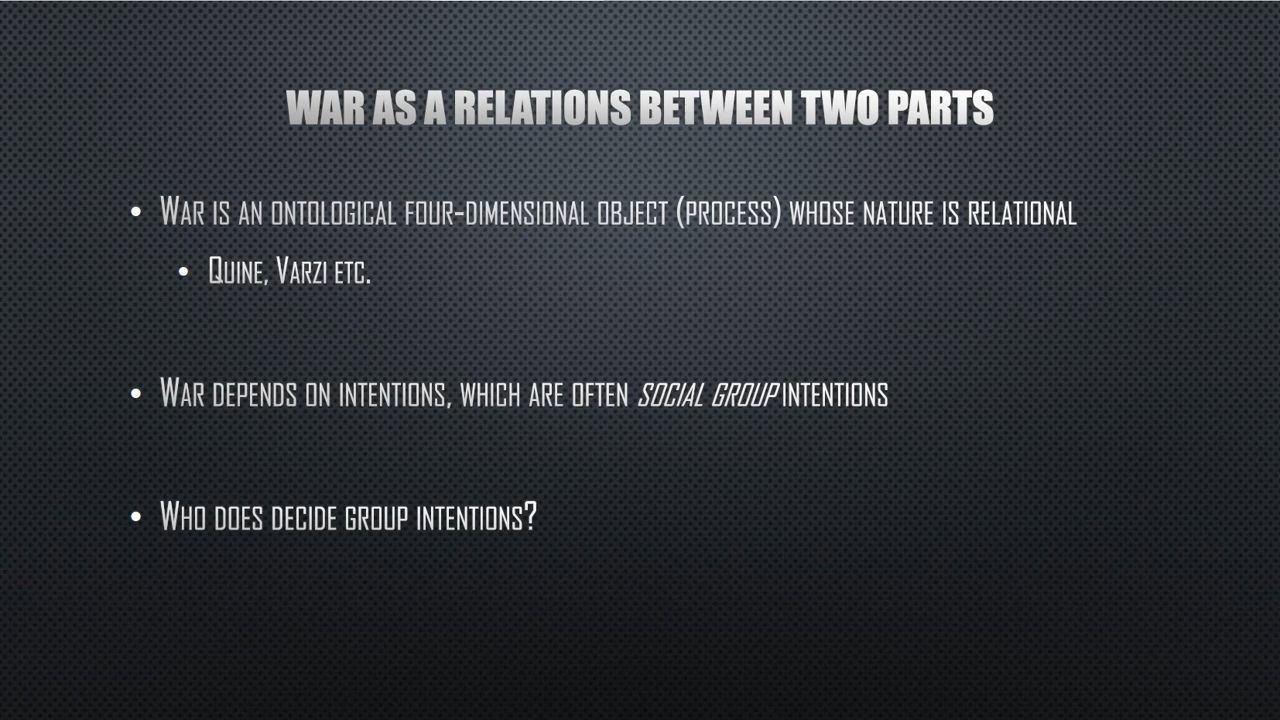 WAR AS A RELATIONS BETWEEN TWO PARTS
• War is an ontological four-dimensional object (process) whose nature is relational
• Quine, Varzi etc.
• War depends on intentions, which are often social group intentions
• Who does decide group intentions?